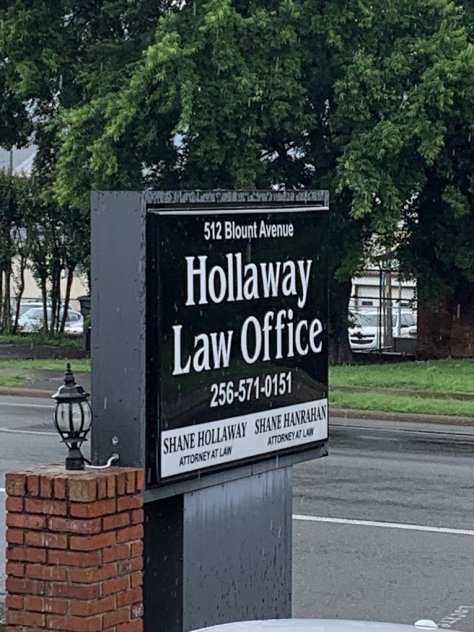 512 Blount Avenue
Hollaway
Law Office
256-571-0151
SHANE HOLLAWAY
ATTORNEY AT LAW
SHANE HANRAHAN
ATTORNEY AT LAW